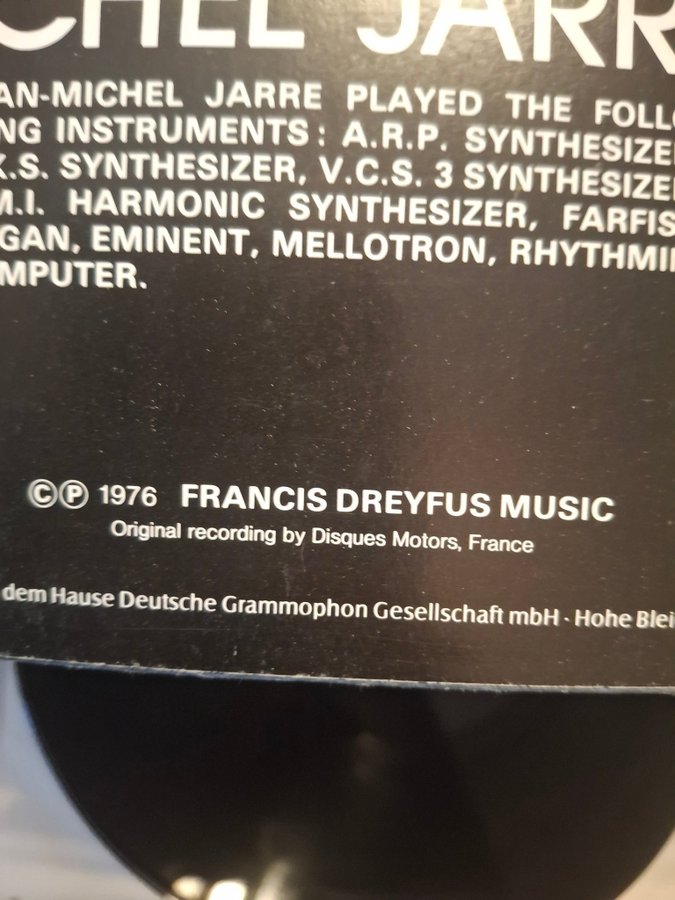 CHEL JARR
AN-MICHEL JARRE PLAYED THE FOLLO
NG INSTRUMENTS : A.R.P. SYNTHESIZE
K.S. SYNTHESIZER, V.C.S. 3 SYNTHESIZE
M.I. HARMONIC SYNTHESIZER, FARFIS
GAN, EMINENT, MELLOTRON, RHYTHMI
MPUTER.
©℗ 1976 FRANCIS DREYFUS MUSIC
Original recording by Disques Motors, France
dem Hause Deutsche Grammophon Gesellschaft mbH · Hohe Blei